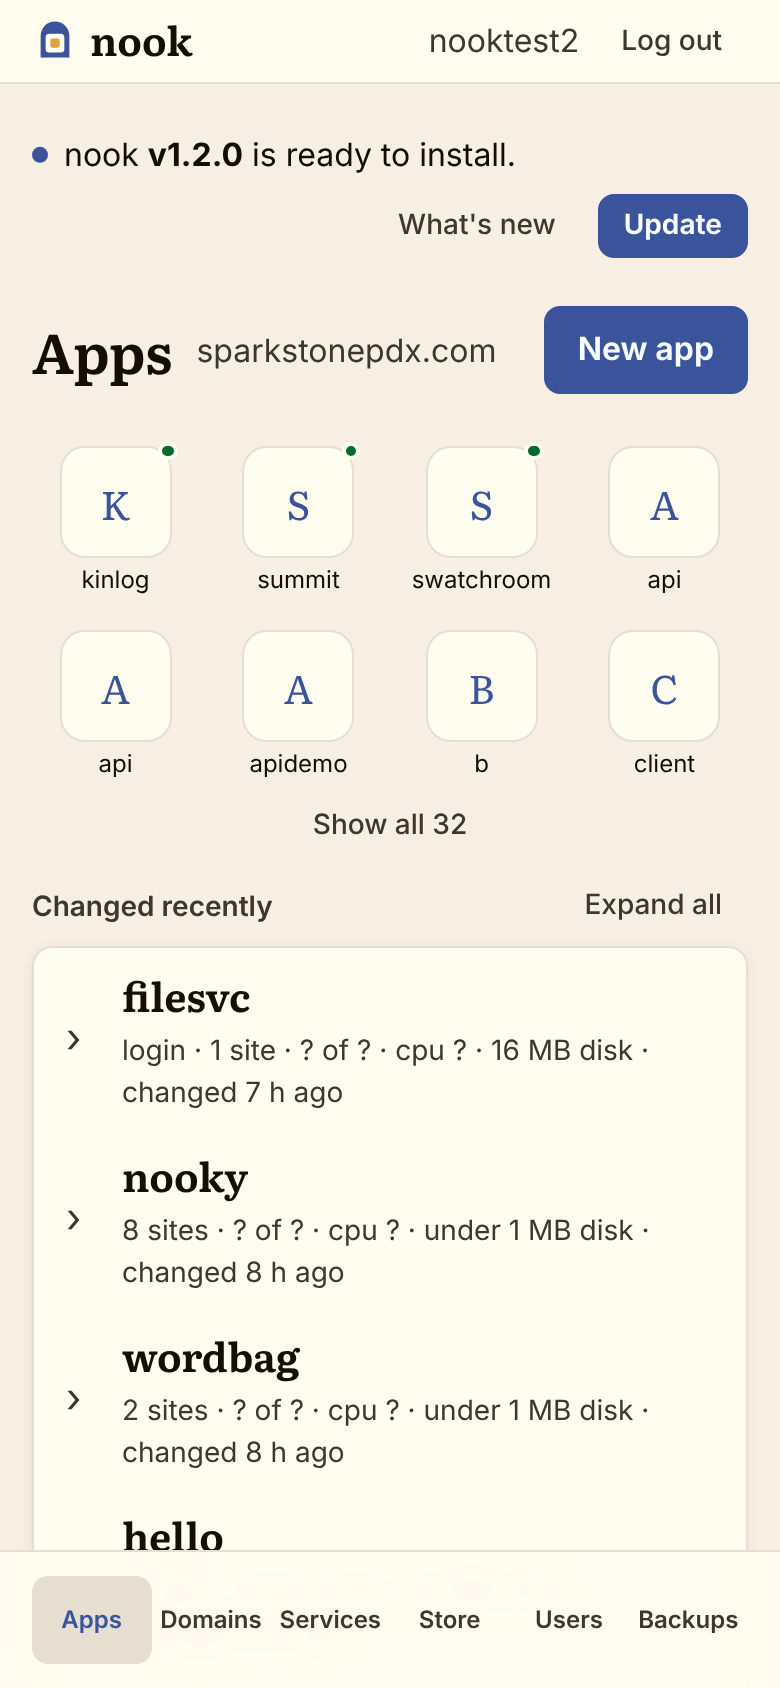 nook
nooktest2 Log out
nook v1.2.0 is ready to install.
What's new Update
Apps sparkstonepdx.com New app
K S S A
kinlog summit swatchroom api
A A B C
api apidemo b client
Show all 32
Changed recently Expand all
filesvc
login · 1 site · ? of ? · cpu ? · 16 MB disk ·
changed 7 h ago
nooky
8 sites · ? of ? · cpu ? · under 1 MB disk ·
changed 8 h ago
wordbag
2 sites · ? of ? · cpu ? · under 1 MB disk ·
changed 8 h ago
hello
Apps Domains Services Store Users Backups